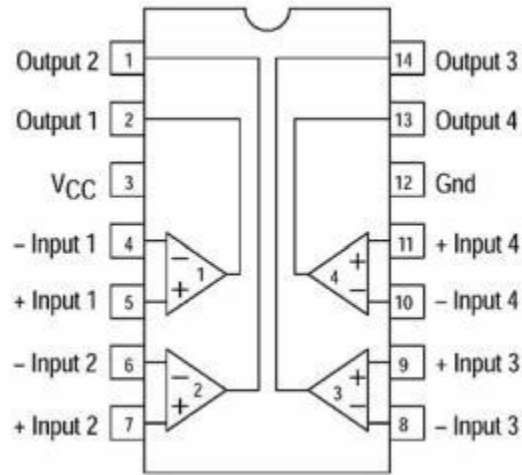 Output 2 1 14 Output 3
Output 1 2 13 Output 4
VCC 3 12 Gnd
– Input 1 4 – 1 + 4 11 + Input 4
+ Input 1 5 + – 10 – Input 4
– Input 2 6 – 2 + 3 9 + Input 3
+ Input 2 7 + – 8 – Input 3